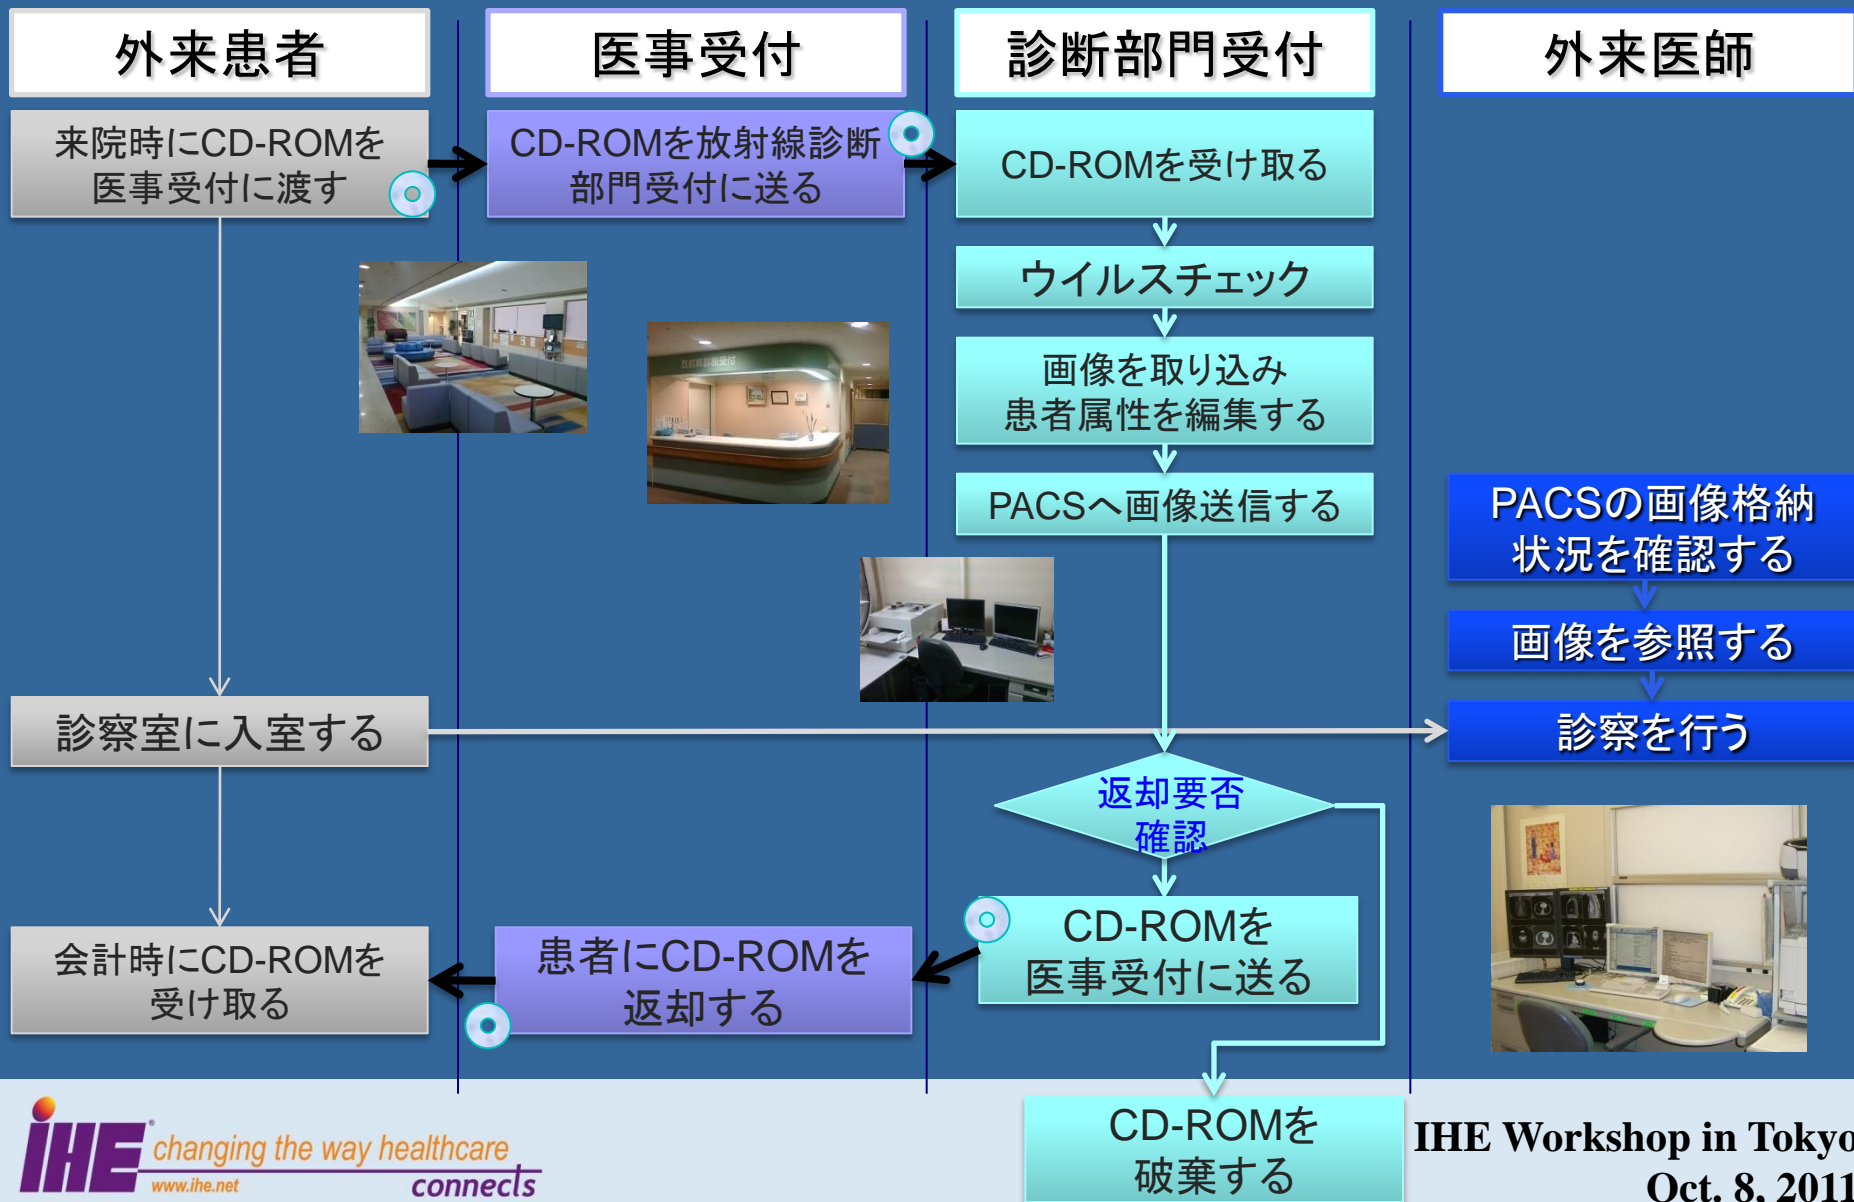 外来患者
医事受付
診断部門受付
外来医師
来院時にCD-ROMを
医事受付に渡す
CD-ROMを放射線診断
部門受付に送る
CD-ROMを受け取る
ウイルスチェック
画像を取り込み
患者属性を編集する
PACSへ画像送信する
放射線診断受付
PACSの画像格納
状況を確認する
画像を参照する
診察室に入室する
診察を行う
返却要否
確認
会計時にCD-ROMを
受け取る
患者にCD-ROMを
返却する
CD-ROMを
医事受付に送る
CD-ROMを
破棄する
IHE
changing the way healthcare
www.ihe.net
connects
IHE Workshop in Tokyo
Oct. 8, 2011